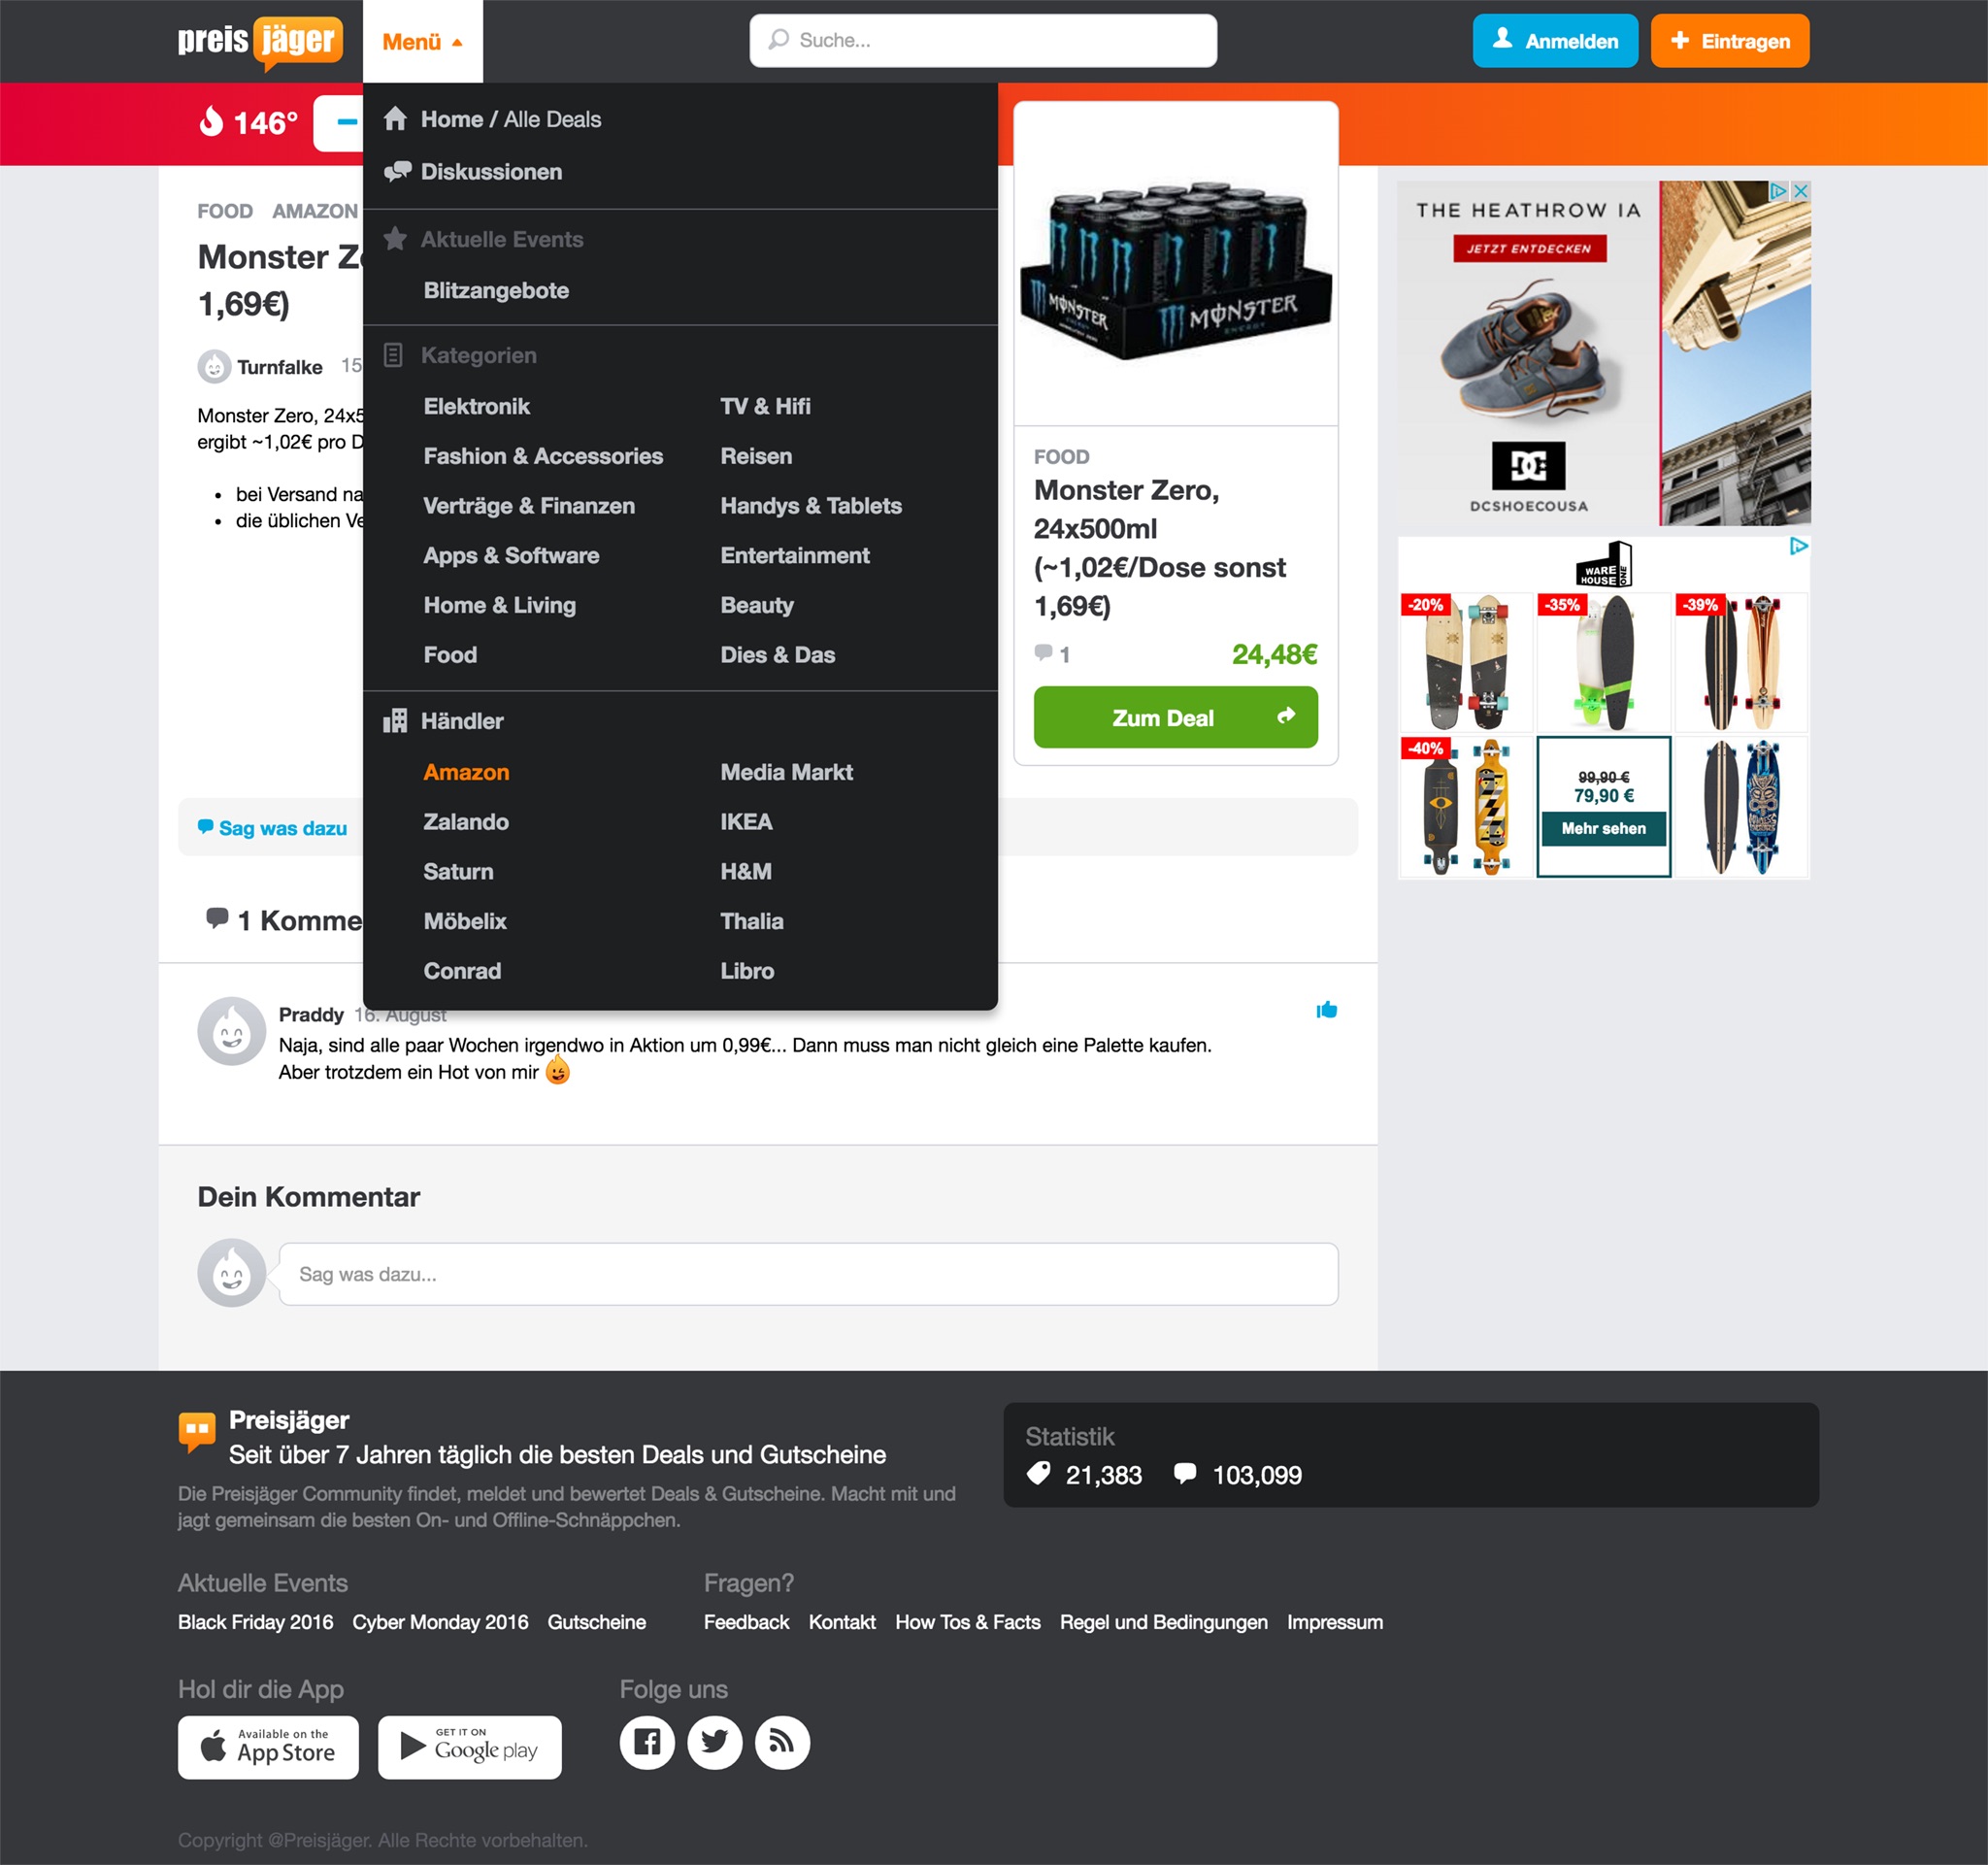 preis jäger
Menü
Suche...
Anmelden
Eintragen
146°
Home / Alle Deals
Diskussionen
Aktuelle Events
Blitzangebote
Kategorien
Elektronik
TV & Hifi
Fashion & Accessories
Reisen
Verträge & Finanzen
Handys & Tablets
Apps & Software
Entertainment
Home & Living
Beauty
Food
Dies & Das
Händler
Amazon
Media Markt
Zalando
IKEA
Saturn
H&M
Möbelix
Thalia
Conrad
Libro
FOOD AMAZON
Monster Z
1,69€)
Turnfalke 15
Monster Zero, 24x5
ergibt ~1,02€ pro D
• bei Versand na
• die üblichen Ve
MONSTER
MONSTER
ENERGY
FOOD
Monster Zero,
24x500ml
(~1,02€/Dose sonst
1,69€)
1
24,48€
Zum Deal
THE HEATHROW IA
JETZT ENTDECKEN
DC
DCSHOECOUSA
WARE
HOUSE
ONE
-20%
-35%
-39%
-40%
99,90 €
79,90 €
Mehr sehen
Sag was dazu
1 Komme
Praddy 16. August
Naja, sind alle paar Wochen irgendwo in Aktion um 0,99€... Dann muss man nicht gleich eine Palette kaufen.
Aber trotzdem ein Hot von mir
Dein Kommentar
Sag was dazu...
Preisjäger
Seit über 7 Jahren täglich die besten Deals und Gutscheine
Die Preisjäger Community findet, meldet und bewertet Deals & Gutscheine. Macht mit und
jagt gemeinsam die besten On- und Offline-Schnäppchen.
Statistik
21,383 103,099
Aktuelle Events
Black Friday 2016 Cyber Monday 2016 Gutscheine
Fragen?
Feedback Kontakt How Tos & Facts Regel und Bedingungen Impressum
Hol dir die App
Available on the
App Store
GET IT ON
Google play
Folge uns
Copyright @Preisjäger. Alle Rechte vorbehalten.